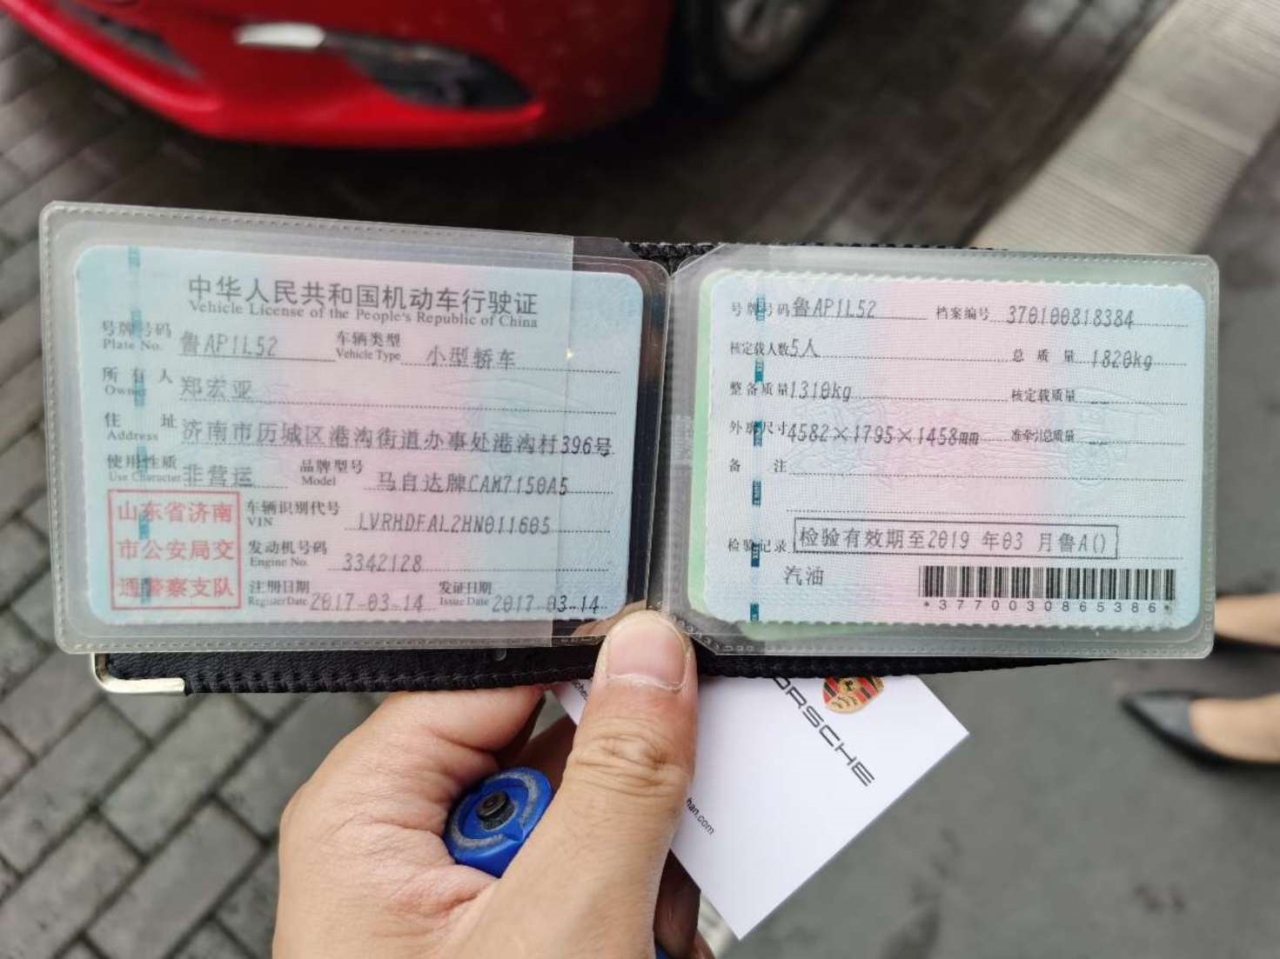 中华人民共和国机动车行驶证
Vehicle License of the People's Republic of China
号牌号码 Plate No. 鲁AP1L52 车辆类型 Vehicle Type 小型轿车
所有人 Owner 郑宏亚
住址 Address 济南市历城区港沟街道办事处港沟村396号
使用性质 Use Character 非营运 品牌型号 Model 马自达牌CAM7150A5
山东省济南
市公安局交
通警察支队
车辆识别代号 VIN LVRHDFAL2HN011605
发动机号码 Engine No. 3342128
注册日期 Register Date 2017-03-14 发证日期 Issue Date 2017-03-14
号牌号码 鲁AP1L52 档案编号 370100818384
核定载人数 5人 总质量 1820kg
整备质量 1310kg 核定载质量 --
外廓尺寸 4582×1795×1458mm 准牵引总质量 --
备注
检验记录 检验有效期至2019 年03 月鲁A()
汽油
*3770030865386*
PORSCHE
han.com